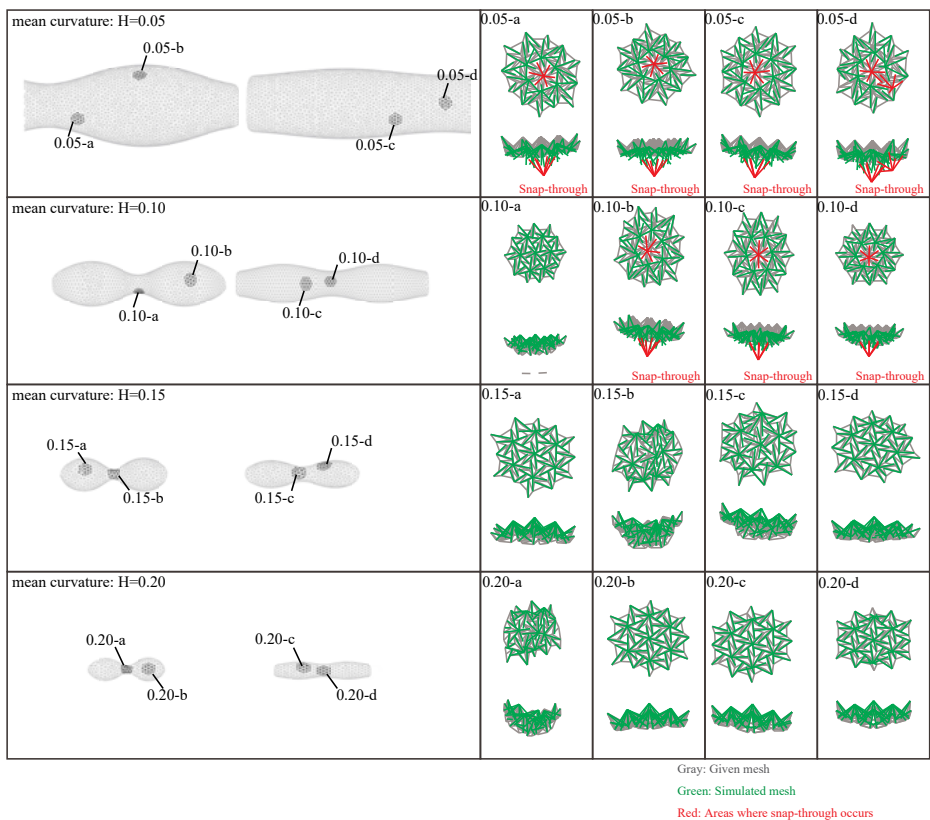 mean curvature: H=0.05
0.05-b
0.05-d
0.05-a
0.05-c
0.05-a
0.05-b
0.05-c
0.05-d
Snap-through
Snap-through
Snap-through
Snap-through
mean curvature: H=0.10
0.10-b
0.10-d
0.10-a
0.10-c
0.10-a
0.10-b
0.10-c
0.10-d
Snap-through
Snap-through
Snap-through
mean curvature: H=0.15
0.15-a
0.15-d
0.15-b
0.15-c
0.15-a
0.15-b
0.15-c
0.15-d
mean curvature: H=0.20
0.20-a
0.20-c
0.20-b
0.20-d
0.20-a
0.20-b
0.20-c
0.20-d
Gray: Given mesh
Green: Simulated mesh
Red: Areas where snap-through occurs